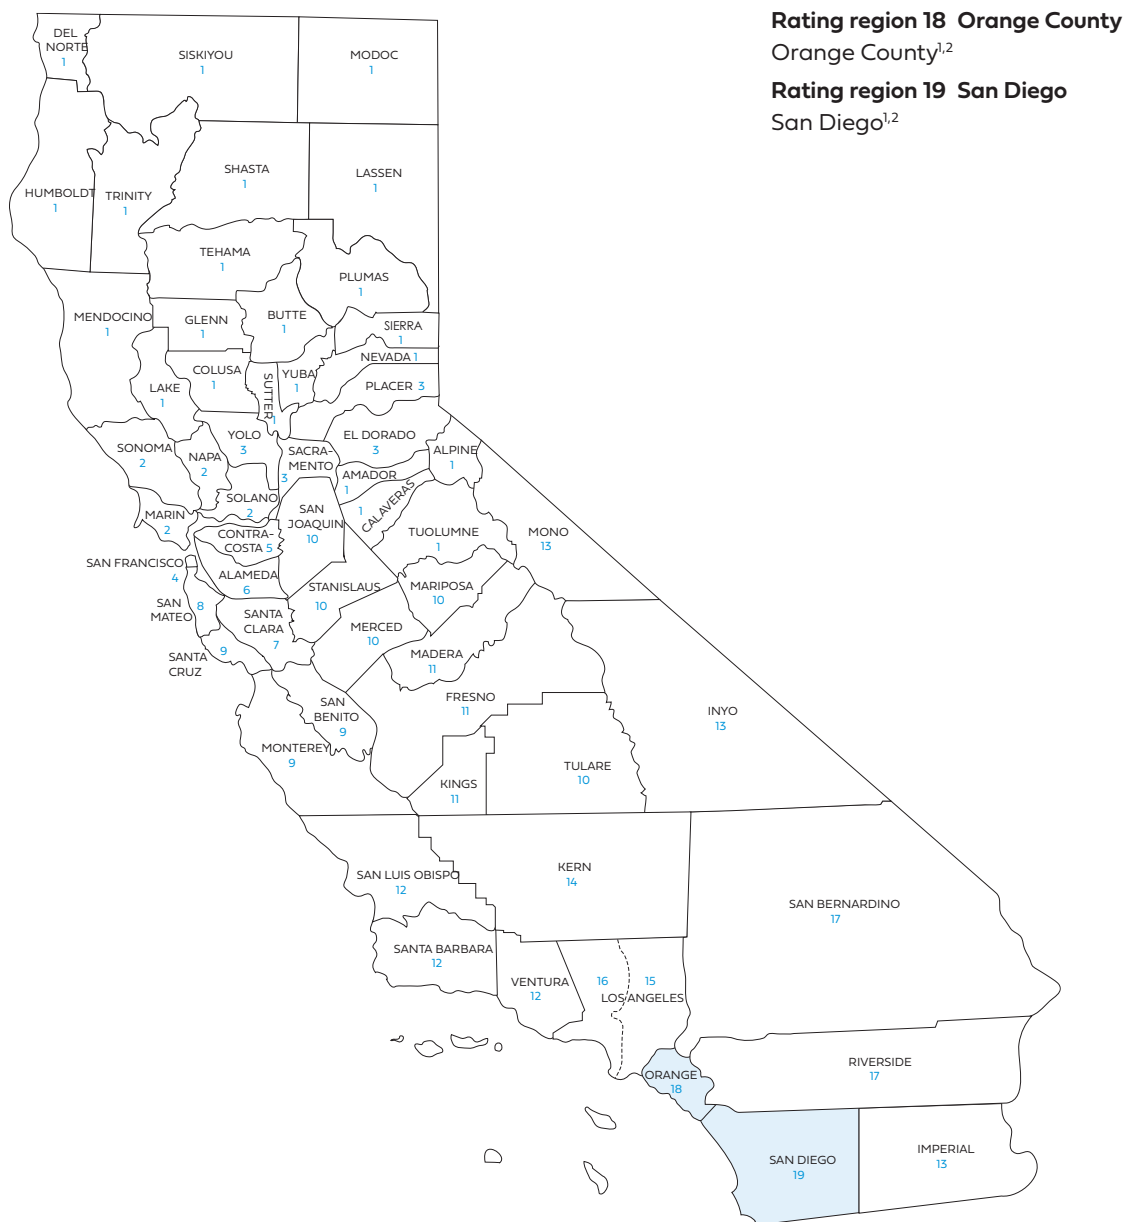 Rating region 18 Orange County
Orange County1,2
Rating region 19 San Diego
San Diego1,2
DEL
NORTE
1
SISKIYOU
1
MODOC
1
HUMBOLDT
1
TRINITY
1
SHASTA
1
LASSEN
1
TEHAMA
1
PLUMAS
1
MENDOCINO
1
GLENN
1
BUTTE
1
SIERRA
1
NEVADA 1
COLUSA
1
SUTTER
1
YUBA
1
PLACER 3
LAKE
1
SONOMA
2
NAPA
2
YOLO
3
SACRA-
MENTO
3
EL DORADO
3
ALPINE
1
AMADOR
1
CALAVERAS
1
SOLANO
2
MARIN
2
SAN
JOAQUIN
10
CONTRA-
COSTA 5
TUOLUMNE
1
MONO
13
SAN FRANCISCO
4
ALAMEDA
6
STANISLAUS
10
MARIPOSA
10
SAN
MATEO
8
SANTA
CLARA
7
MERCED
10
SANTA
CRUZ
9
MADERA
11
FRESNO
11
SAN
BENITO
9
INYO
13
MONTEREY
9
KINGS
11
TULARE
10
SAN LUIS OBISPO
12
KERN
14
SAN BERNARDINO
17
SANTA BARBARA
12
VENTURA
12
16
15
LOS ANGELES
ORANGE
18
RIVERSIDE
17
SAN DIEGO
19
IMPERIAL
13